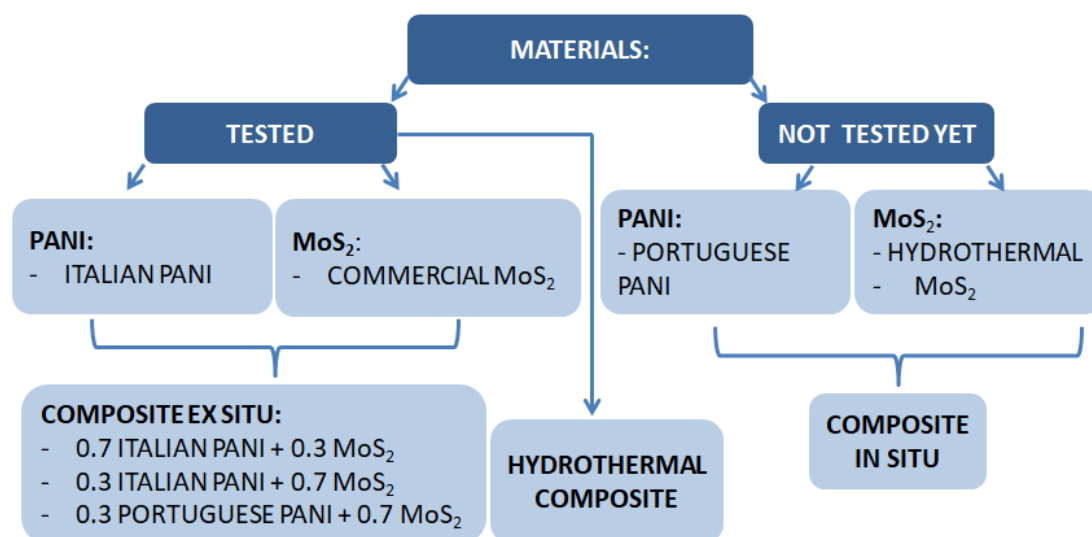 MATERIALS:
TESTED
NOT TESTED YET
PANI:
- ITALIAN PANI
MoS₂:
- COMMERCIAL MoS₂
PANI:
- PORTUGUESE
PANI
MoS₂:
- HYDROTHERMAL
- MoS₂
COMPOSITE EX SITU:
- 0.7 ITALIAN PANI + 0.3 MoS₂
- 0.3 ITALIAN PANI + 0.7 MoS₂
- 0.3 PORTUGUESE PANI + 0.7 MoS₂
HYDROTHERMAL
COMPOSITE
COMPOSITE
IN SITU